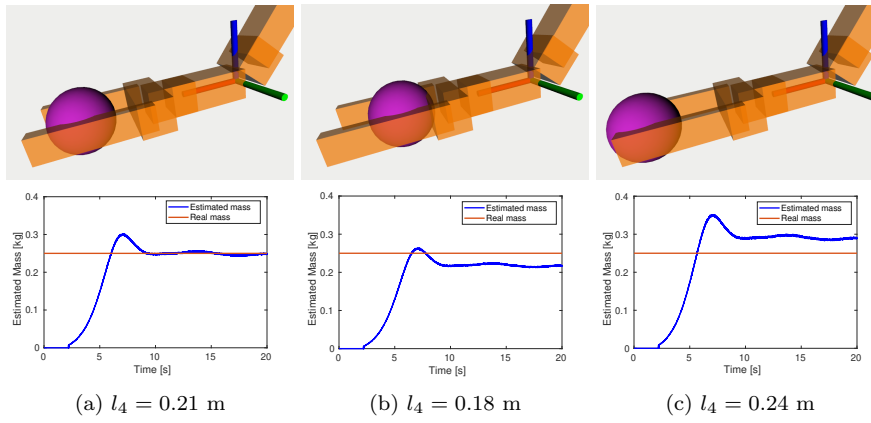 0.4
0.3
0.2
0.1
0
0 5 10 15 20
Time [s]
Estimated Mass [kg]
Estimated mass
Real mass
(a) l₄ = 0.21 m
0.4
0.3
0.2
0.1
0
0 5 10 15 20
Time [s]
Estimated Mass [kg]
Estimated mass
Real mass
(b) l₄ = 0.18 m
0.4
0.3
0.2
0.1
0
0 5 10 15 20
Time [s]
Estimated Mass [kg]
Estimated mass
Real mass
(c) l₄ = 0.24 m